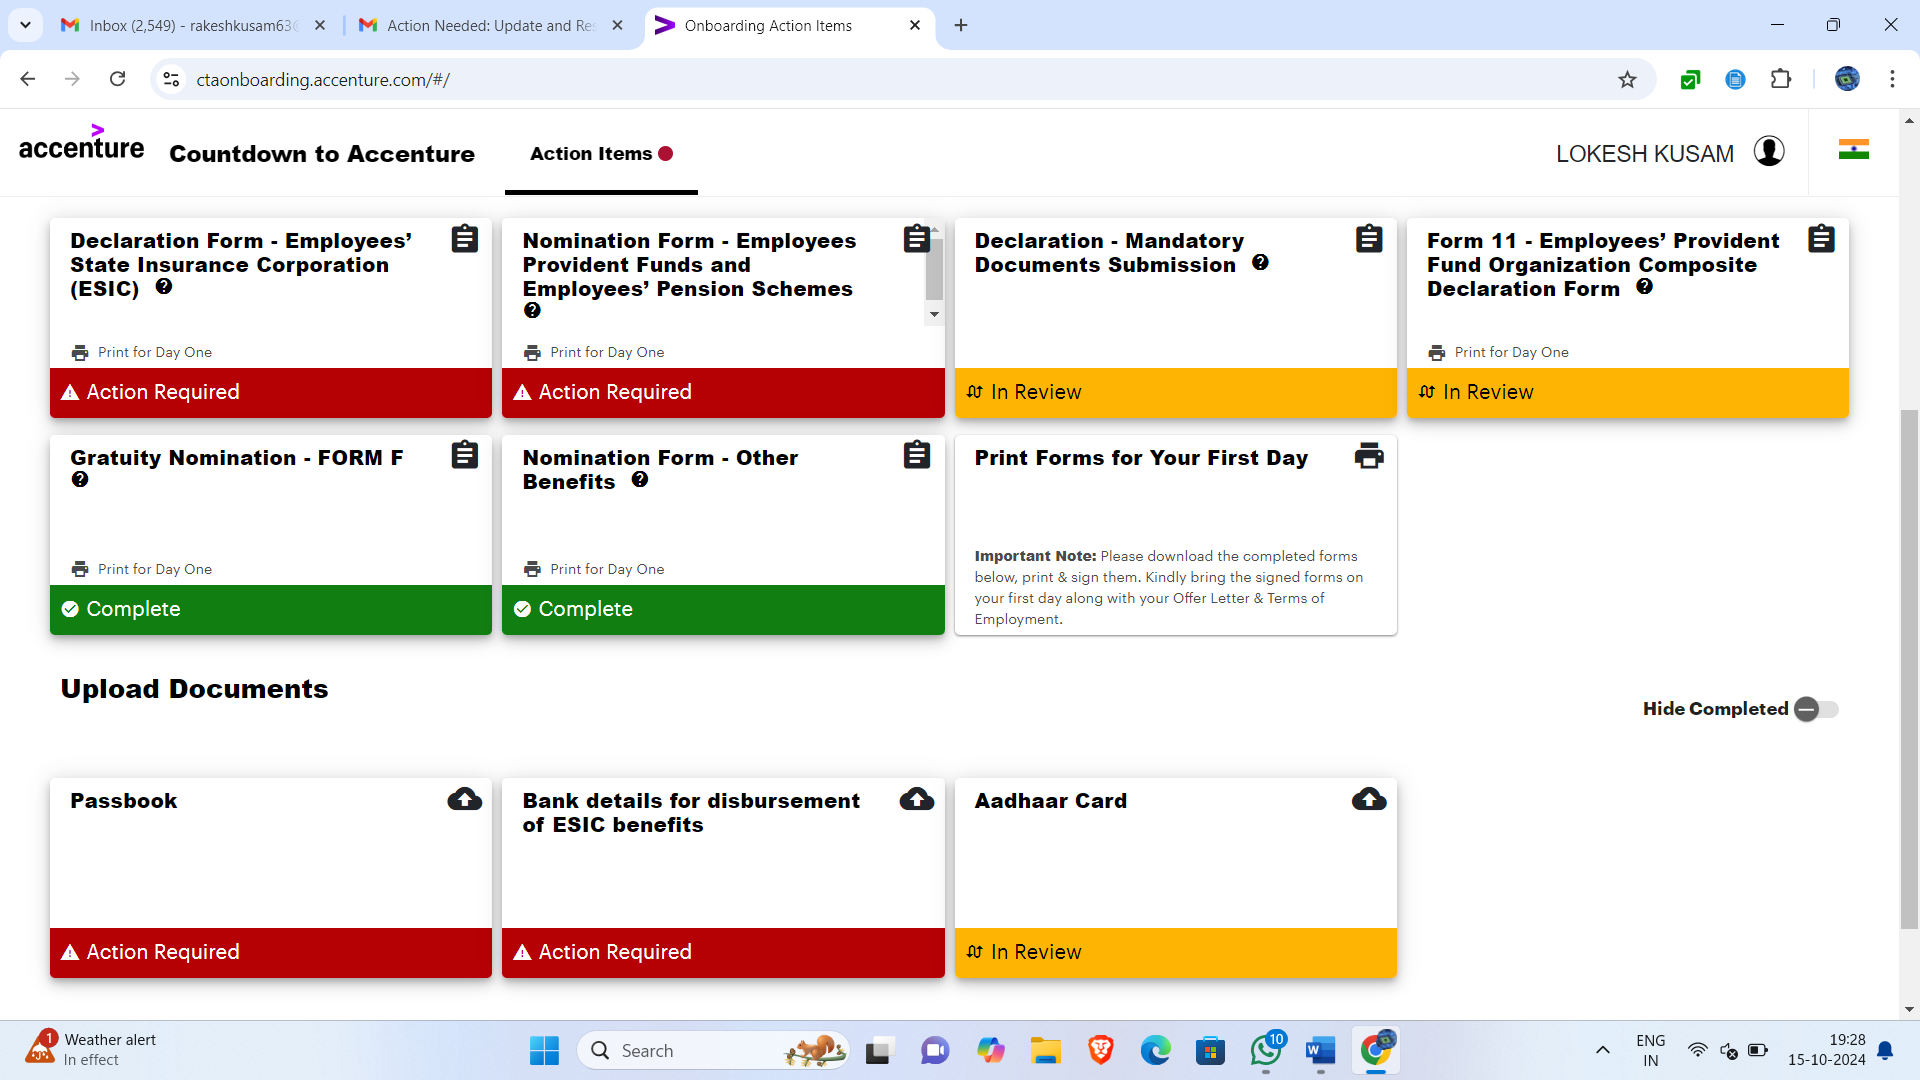 Inbox (2,549) - rakeshkusam63
Action Needed: Update and Re
Onboarding Action Items
ctaonboarding.accenture.com/#/
accenture
Countdown to Accenture
Action Items
LOKESH KUSAM
Declaration Form - Employees’
State Insurance Corporation
(ESIC)
Print for Day One
Action Required
Nomination Form - Employees
Provident Funds and
Employees’ Pension Schemes
Print for Day One
Action Required
Declaration - Mandatory
Documents Submission
In Review
Form 11 - Employees’ Provident
Fund Organization Composite
Declaration Form
Print for Day One
In Review
Gratuity Nomination - FORM F
Print for Day One
Complete
Nomination Form - Other
Benefits
Print for Day One
Complete
Print Forms for Your First Day
Important Note: Please download the completed forms
below, print & sign them. Kindly bring the signed forms on
your first day along with your Offer Letter & Terms of
Employment.
Upload Documents
Hide Completed
Passbook
Action Required
Bank details for disbursement
of ESIC benefits
Action Required
Aadhaar Card
In Review
1
Weather alert
In effect
Search
10
ENG
IN
19:28
15-10-2024